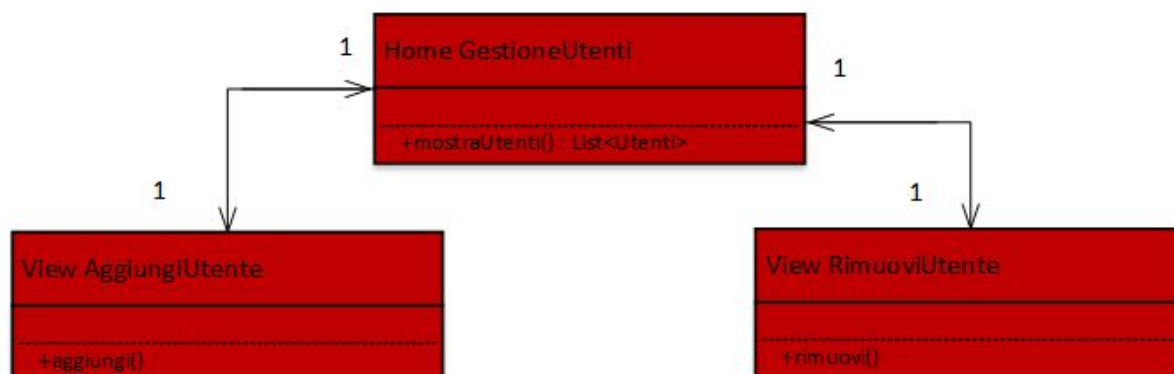 1
Home GestioneUtenti
1
+mostraUtenti() : List<Utenti>
1
1
View AggiungiUtente
View RimuoviUtente
+aggiungi()
+rimuovi()